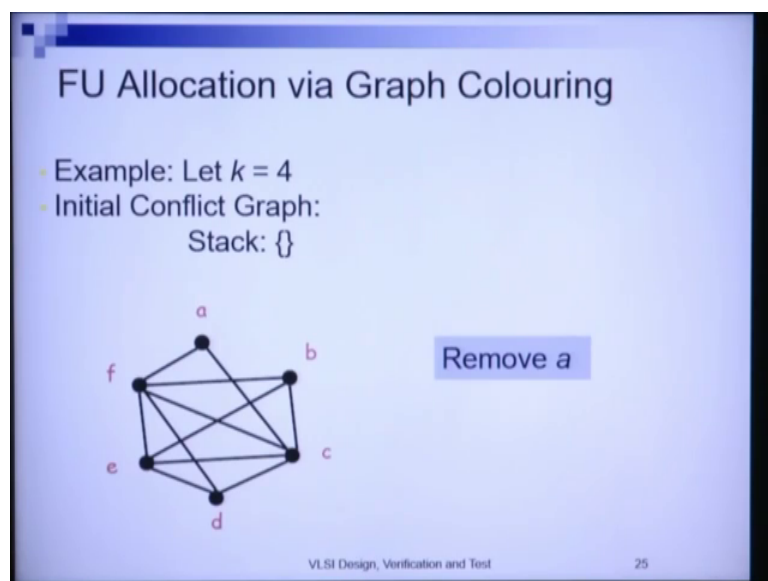 FU Allocation via Graph Colouring
Example: Let k = 4
Initial Conflict Graph:
Stack: {}
a
b
f
Remove a
c
e
d
VLSI Design, Verification and Test
25